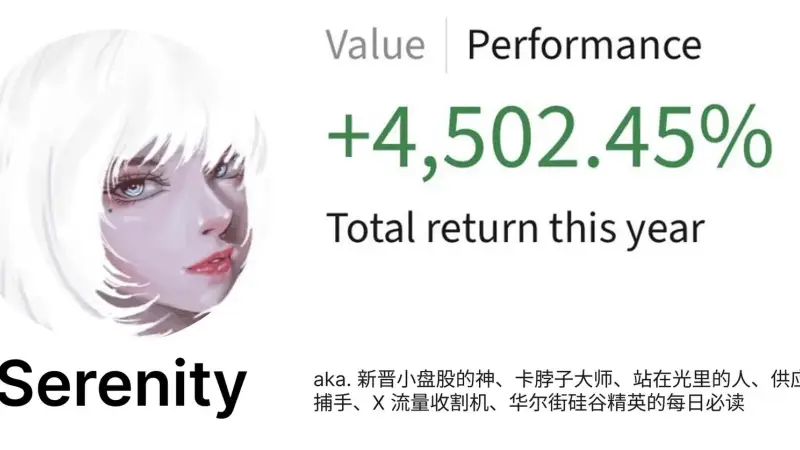 Value | Performance
+4,502.45%
Total return this year
Serenity
aka. 新晋小盘股的神、卡脖子大师、站在光里的人、供应
捕手、X 流量收割机、华尔街硅谷精英的每日必读